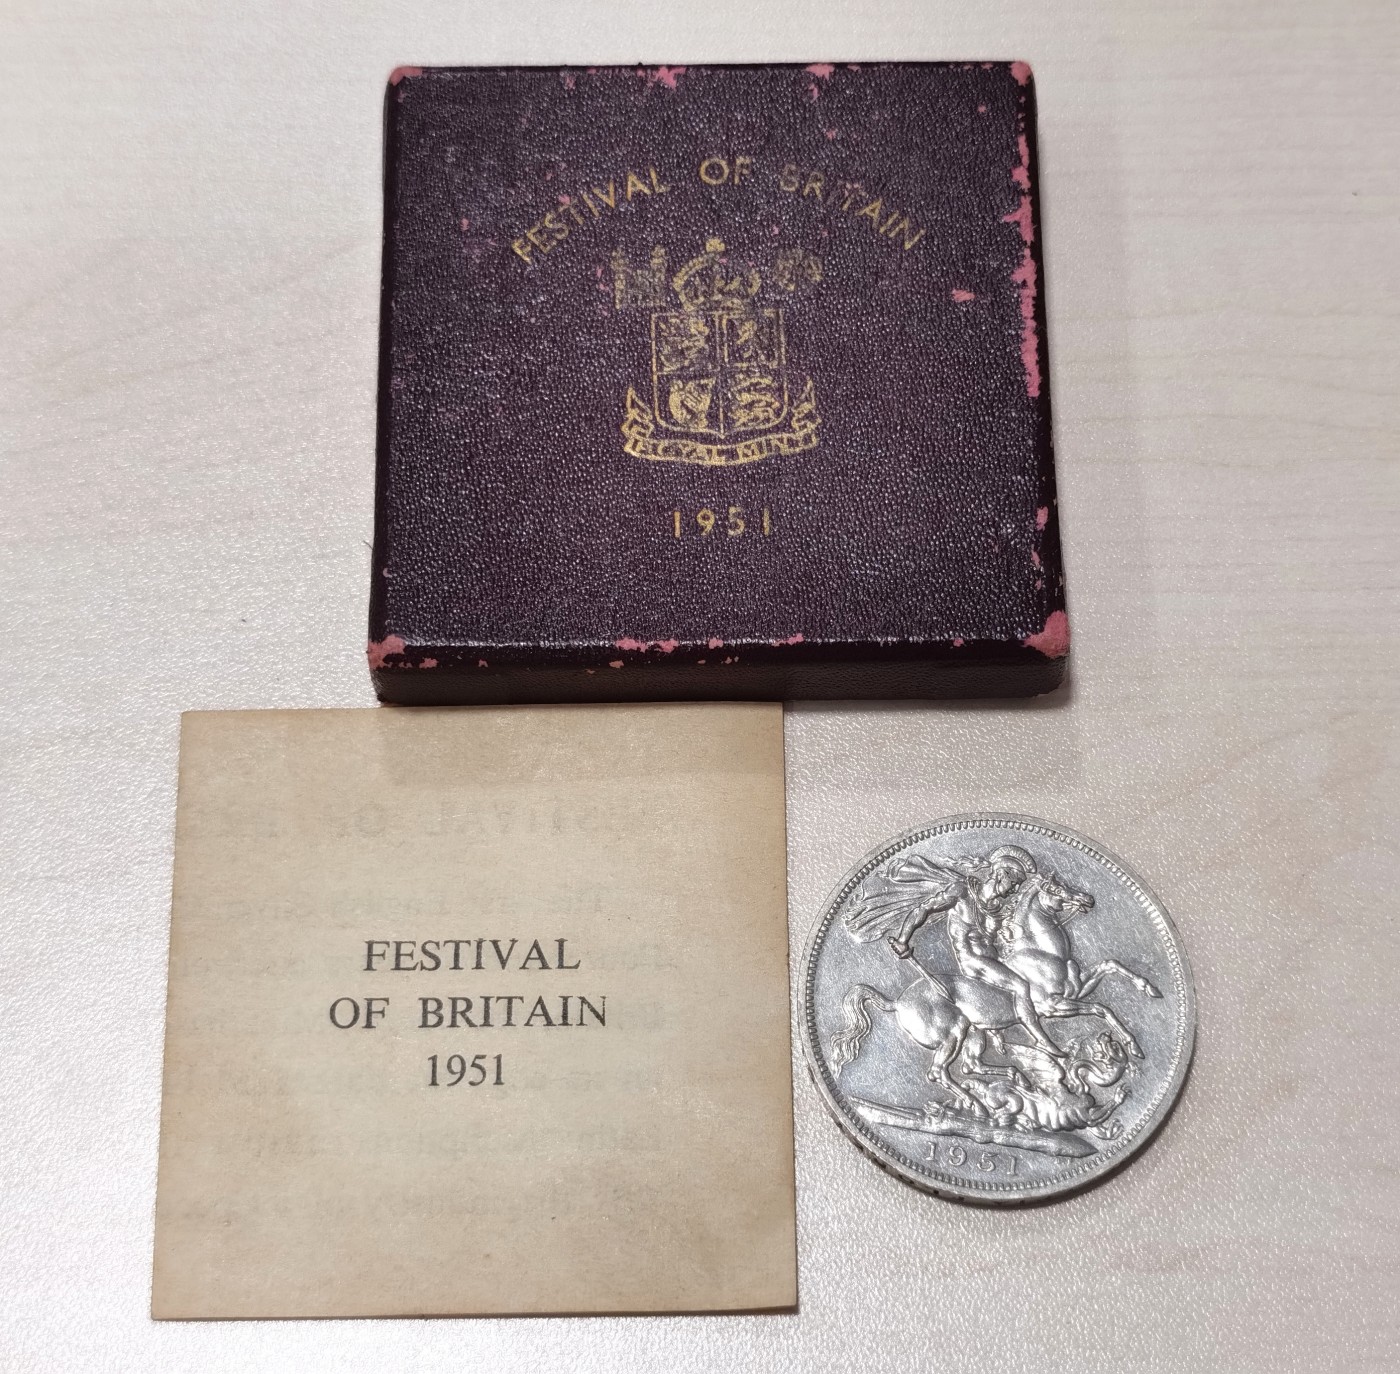 FESTIVAL OF BRITAIN
ROYAL MINT
1951
FESTIVAL
OF BRITAIN
1951
1951